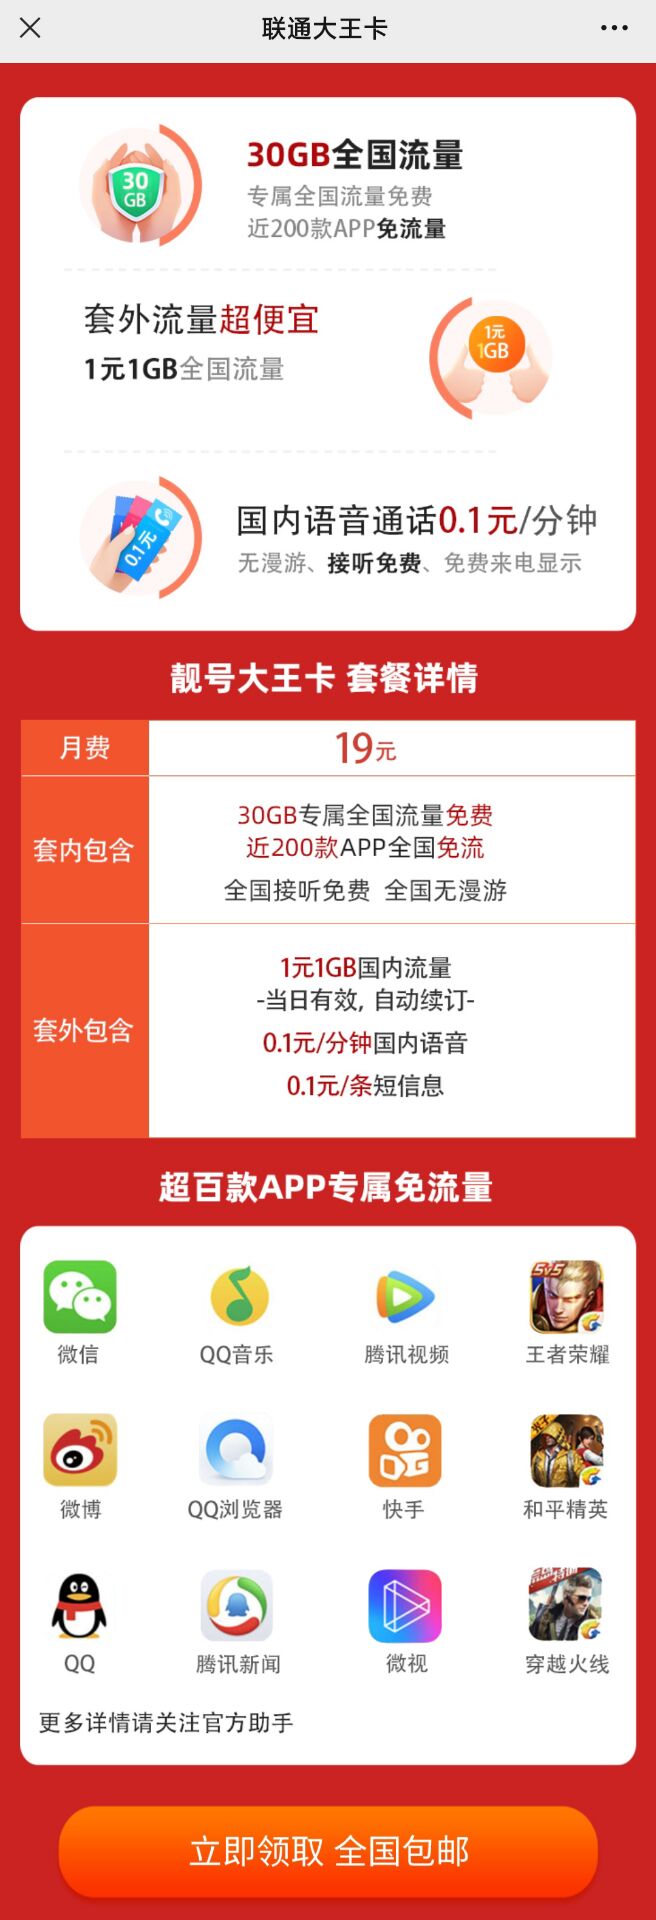 联通大王卡
30
GB
30GB全国流量
专属全国流量免费
近200款APP免流量
套外流量超便宜
1元1GB全国流量
1元
1GB
0.1元
国内语音通话0.1元/分钟
无漫游、接听免费、免费来电显示
靓号大王卡 套餐详情
月费
19元
套内包含
30GB专属全国流量免费
近200款APP全国免流
全国接听免费 全国无漫游
套外包含
1元1GB国内流量
-当日有效, 自动续订-
0.1元/分钟国内语音
0.1元/条短信息
超百款APP专属免流量
5V5
微信
QQ音乐
腾讯视频
王者荣耀
微博
QQ浏览器
快手
和平精英
QQ
腾讯新闻
微视
穿越火线
更多详情请关注官方助手
立即领取 全国包邮